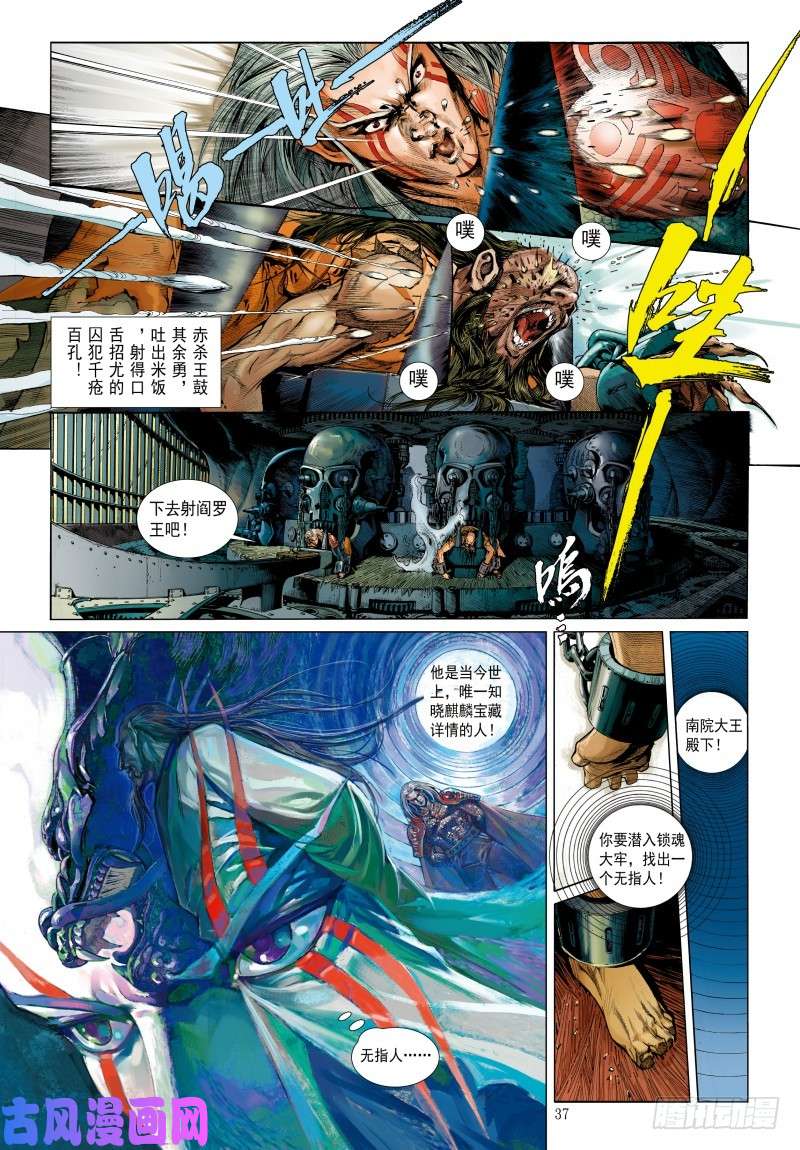 喝
吐
噗
噗
噗
噗
哇
赤杀王鼓
其余勇，
吐出米饭
，射得口
舌招尤的
囚犯千疮
百孔！
下去射阎罗
王吧！
嗚
南院大王
殿下！
你要潜入锁魂
大牢，找出一
个无指人！
他是当今世
上，唯一知
晓麒麟宝藏
详情的人！
无指人……
37
古风漫画网
腾讯动漫